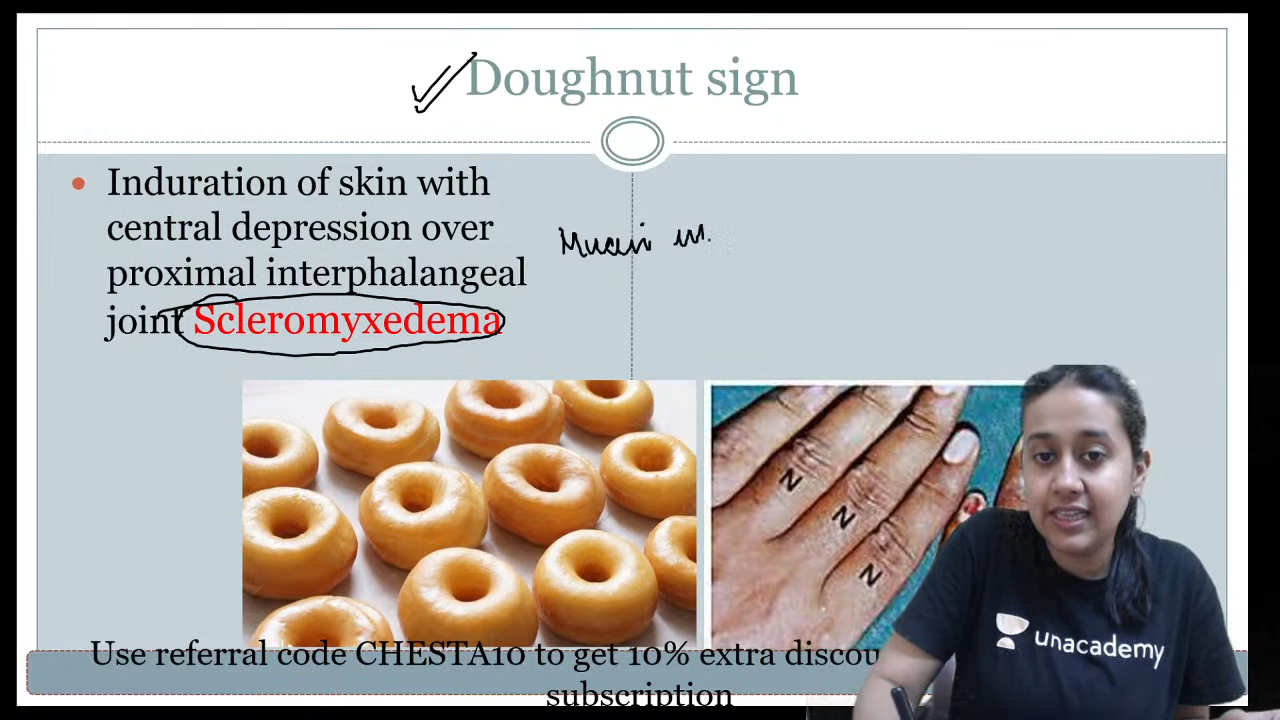 Doughnut sign
Induration of skin with
central depression over
proximal interphalangeal
joint Scleromyxedema
Mucin
N
N
N
unacademy
Use referral code CHESTA10 to get 10% extra discou
subscription